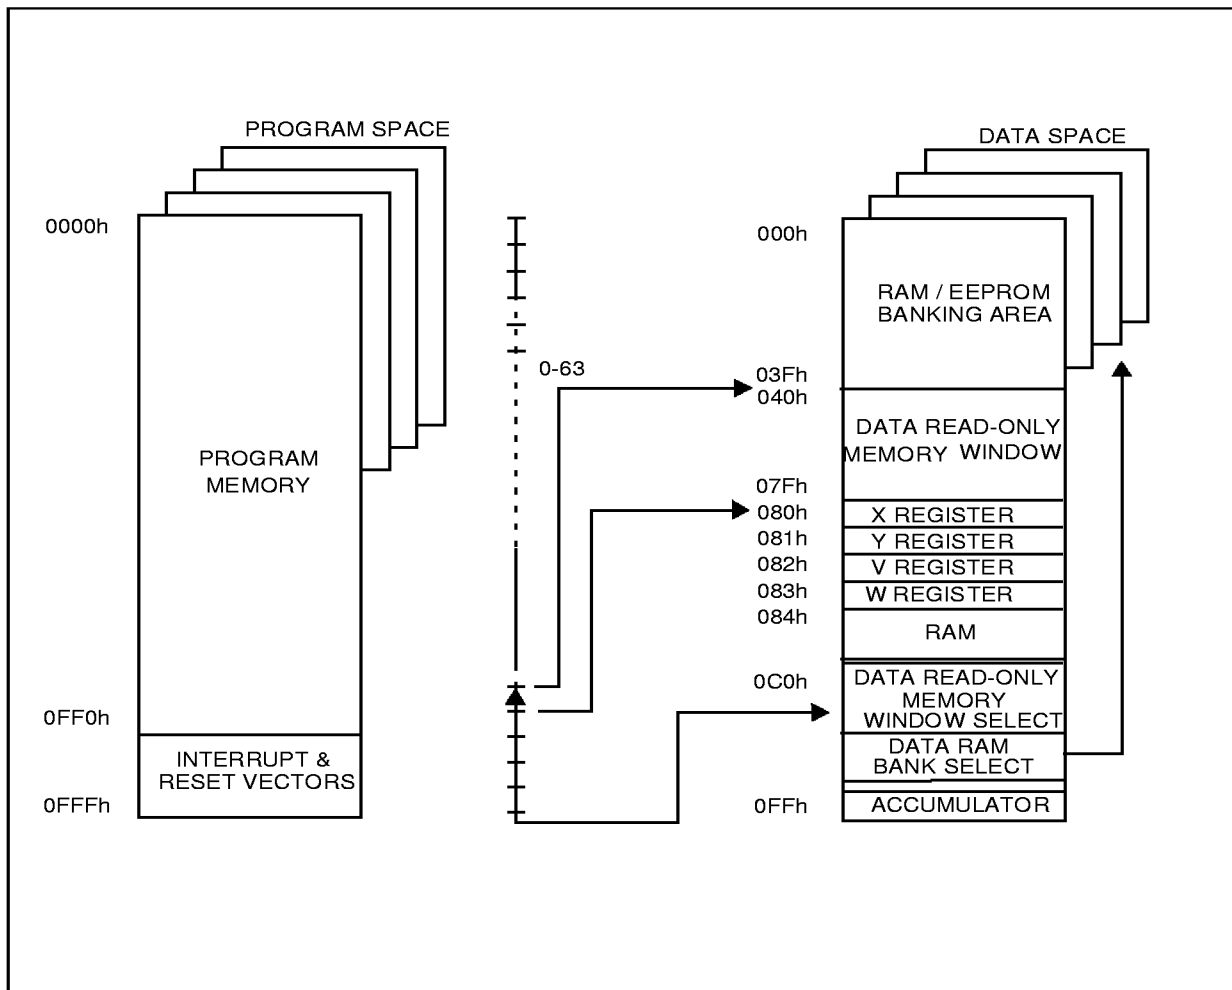 PROGRAM SPACE
0000h
PROGRAM
MEMORY
0FF0h
INTERRUPT &
RESET VECTORS
0FFFh
0-63
DATA SPACE
000h
RAM / EEPROM
BANKING AREA
03Fh
040h
DATA READ-ONLY
MEMORY WINDOW
07Fh
080h
X REGISTER
081h
Y REGISTER
082h
V REGISTER
083h
W REGISTER
084h
RAM
0C0h
DATA READ-ONLY
MEMORY
WINDOW SELECT
DATA RAM
BANK SELECT
0FFh
ACCUMULATOR